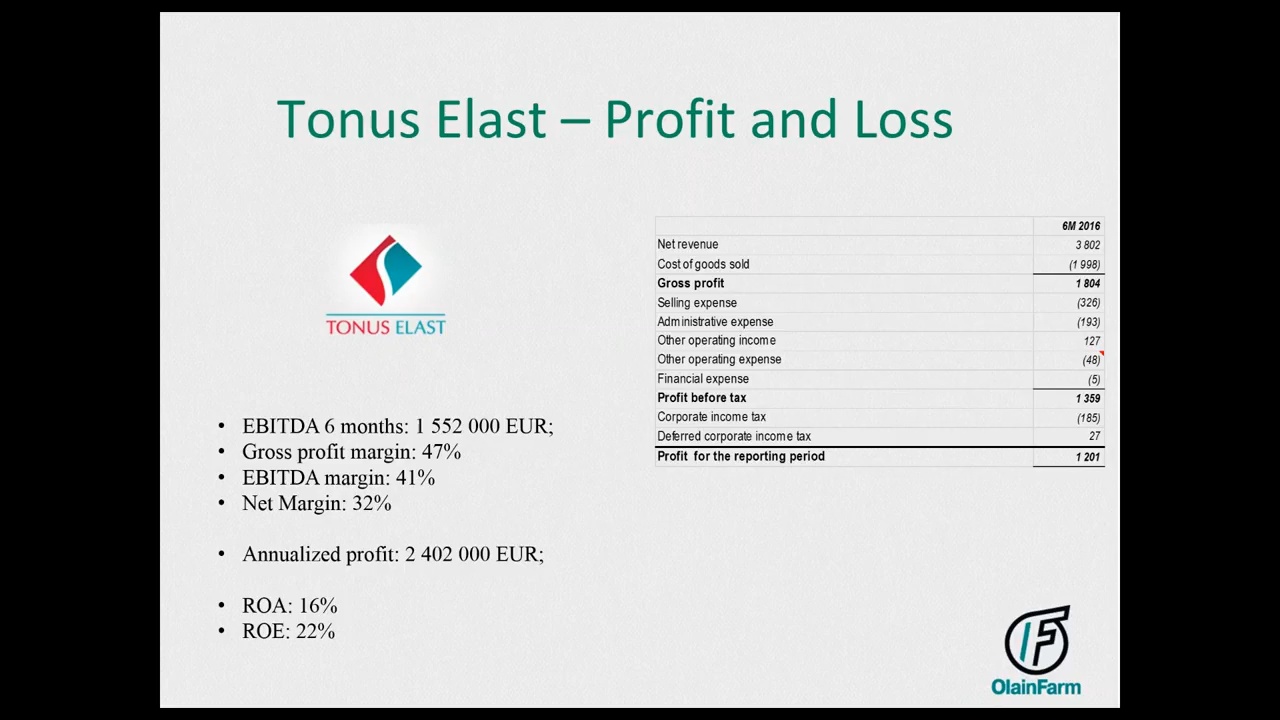 Tonus Elast – Profit and Loss
TONUS ELAST
• EBITDA 6 months: 1 552 000 EUR;
• Gross profit margin: 47%
• EBITDA margin: 41%
• Net Margin: 32%
• Annualized profit: 2 402 000 EUR;
• ROA: 16%
• ROE: 22%
6M 2016
Net revenue 3 802
Cost of goods sold (1 998)
Gross profit 1 804
Selling expense (326)
Administrative expense (193)
Other operating income 127
Other operating expense (48)
Financial expense (5)
Profit before tax 1 359
Corporate income tax (185)
Deferred corporate income tax 27
Profit for the reporting period 1 201
OlainFarm